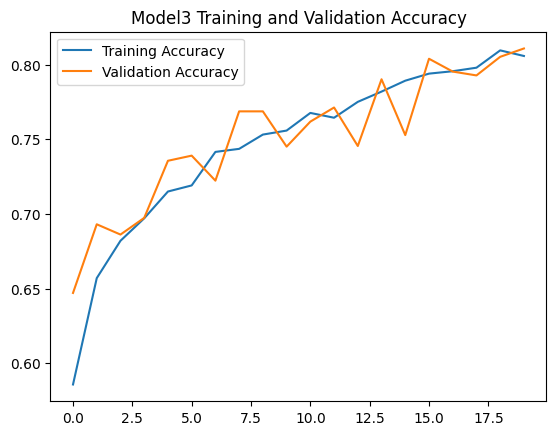 Model3 Training and Validation Accuracy
Training Accuracy
Validation Accuracy
0.80
0.75
0.70
0.65
0.60
0.0 2.5 5.0 7.5 10.0 12.5 15.0 17.5